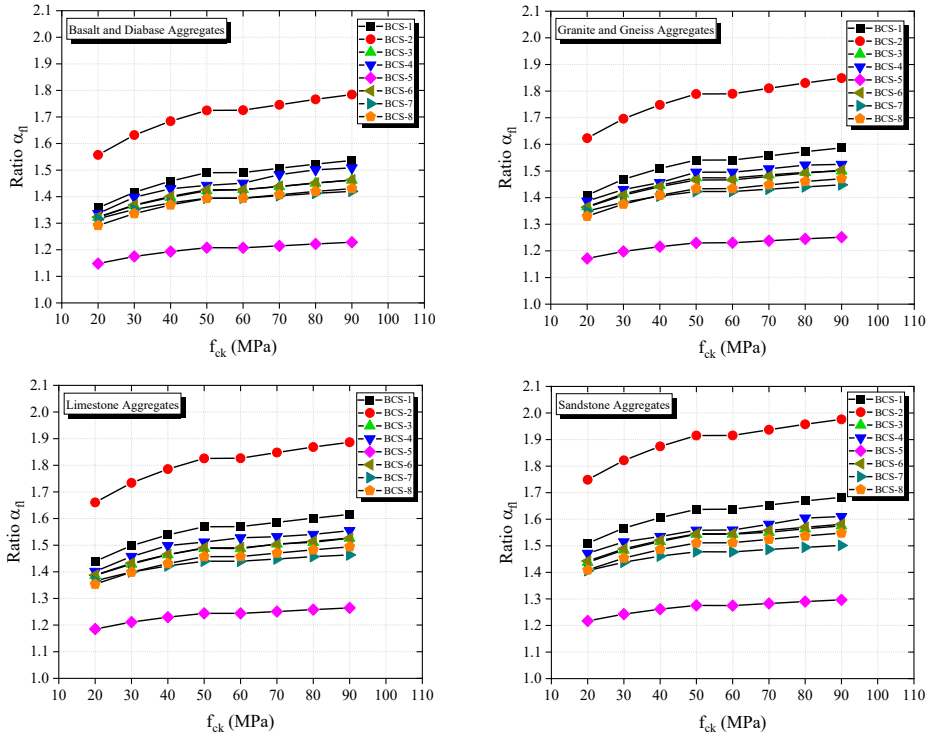 Basalt and Diabase Aggregates
BCS-1
BCS-2
BCS-3
BCS-4
BCS-5
BCS-6
BCS-7
BCS-8
2.1
2.0
1.9
1.8
1.7
1.6
1.5
1.4
1.3
1.2
1.1
1.0
Ratio α_fl
10 20 30 40 50 60 70 80 90 100 110
f_ck (MPa)
Granite and Gneiss Aggregates
BCS-1
BCS-2
BCS-3
BCS-4
BCS-5
BCS-6
BCS-7
BCS-8
2.1
2.0
1.9
1.8
1.7
1.6
1.5
1.4
1.3
1.2
1.1
1.0
Ratio α_fl
10 20 30 40 50 60 70 80 90 100 110
f_ck (MPa)
Limestone Aggregates
BCS-1
BCS-2
BCS-3
BCS-4
BCS-5
BCS-6
BCS-7
BCS-8
2.1
2.0
1.9
1.8
1.7
1.6
1.5
1.4
1.3
1.2
1.1
1.0
Ratio α_fl
10 20 30 40 50 60 70 80 90 100 110
f_ck (MPa)
Sandstone Aggregates
BCS-1
BCS-2
BCS-3
BCS-4
BCS-5
BCS-6
BCS-7
BCS-8
2.1
2.0
1.9
1.8
1.7
1.6
1.5
1.4
1.3
1.2
1.1
1.0
Ratio α_fl
10 20 30 40 50 60 70 80 90 100 110
f_ck (MPa)